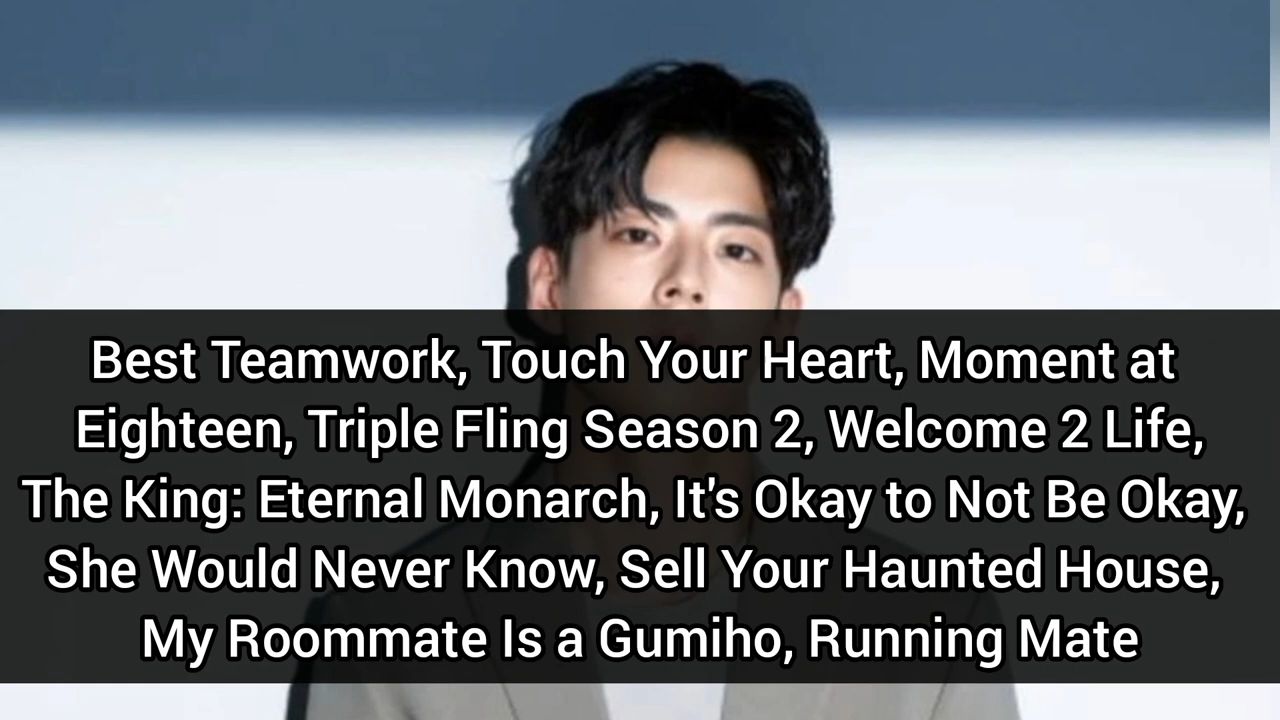 Best Teamwork, Touch Your Heart, Moment at
Eighteen, Triple Fling Season 2, Welcome 2 Life,
The King: Eternal Monarch, It's Okay to Not Be Okay,
She Would Never Know, Sell Your Haunted House,
My Roommate Is a Gumiho, Running Mate